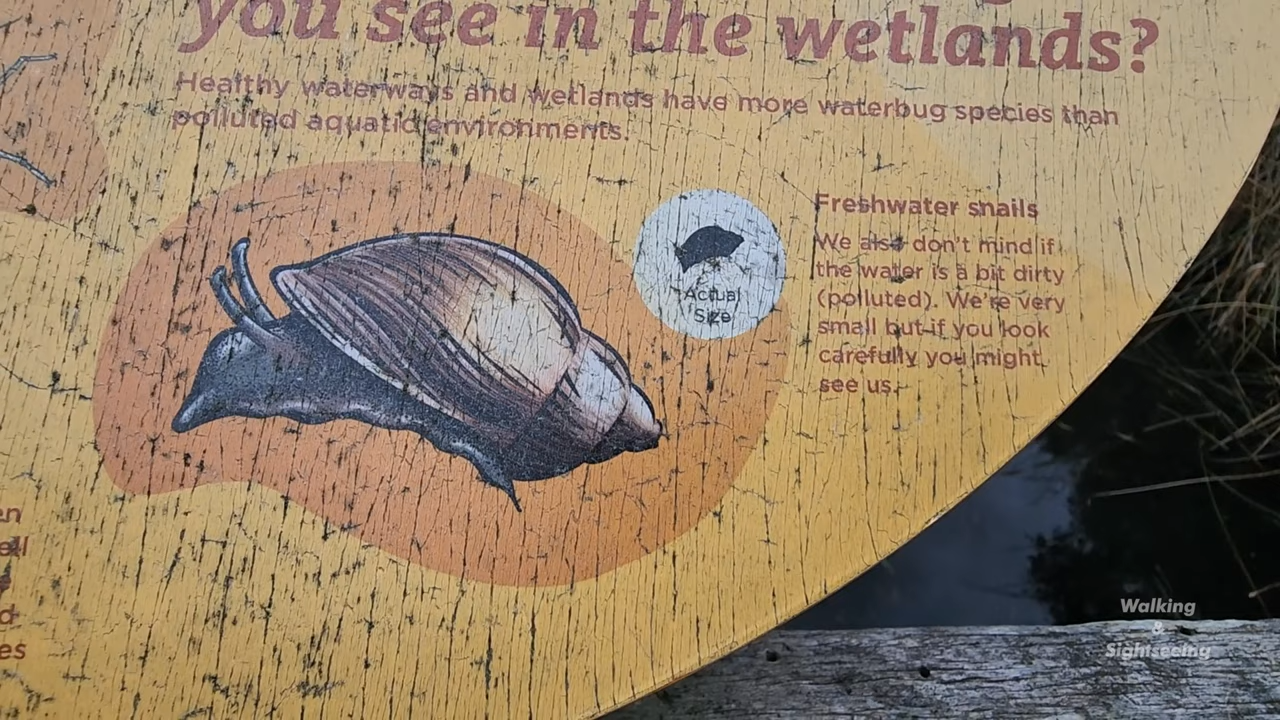 you see in the wetlands?
Healthy waterways and wetlands have more waterbug species than
polluted aquatic environments.
Freshwater snails
We also don't mind if
the water is a bit dirty
(polluted). We're very
small but if you look
carefully you might
see us.
Actual
Size
en
es
Walking
&
Sightseeing